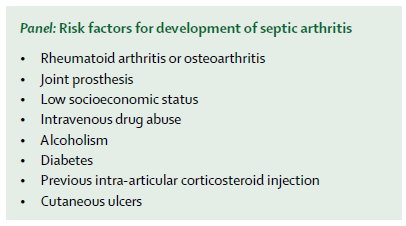 Panel: Risk factors for development of septic arthritis
• Rheumatoid arthritis or osteoarthritis
• Joint prosthesis
• Low socioeconomic status
• Intravenous drug abuse
• Alcoholism
• Diabetes
• Previous intra-articular corticosteroid injection
• Cutaneous ulcers